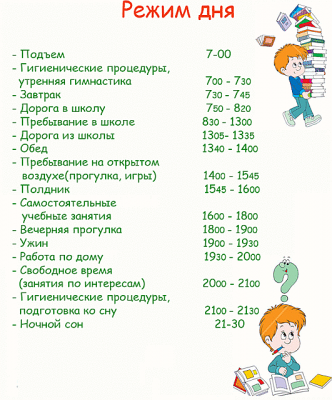 Режим дня
- Подъем 7-00
- Гигиенические процедуры,
утренняя гимнастика 700 - 730
- Завтрак 730 - 745
- Дорога в школу 750 - 820
- Пребывание в школе 830 - 1300
- Дорога из школы 1305- 1335
- Обед 1340 - 1400
- Пребывание на открытом
воздухе(прогулка, игры) 1400 - 1545
- Полдник 1545 - 1600
- Самостоятельные
учебные занятия 1600 - 1800
- Вечерняя прогулка 1800 - 1900
- Ужин 1900 - 1930
- Работа по дому 1930 - 2000
- Свободное время
(занятия по интересам) 2000 - 2100
- Гигиенические процедуры,
подготовка ко сну 2100 - 2130
- Ночной сон 21-30